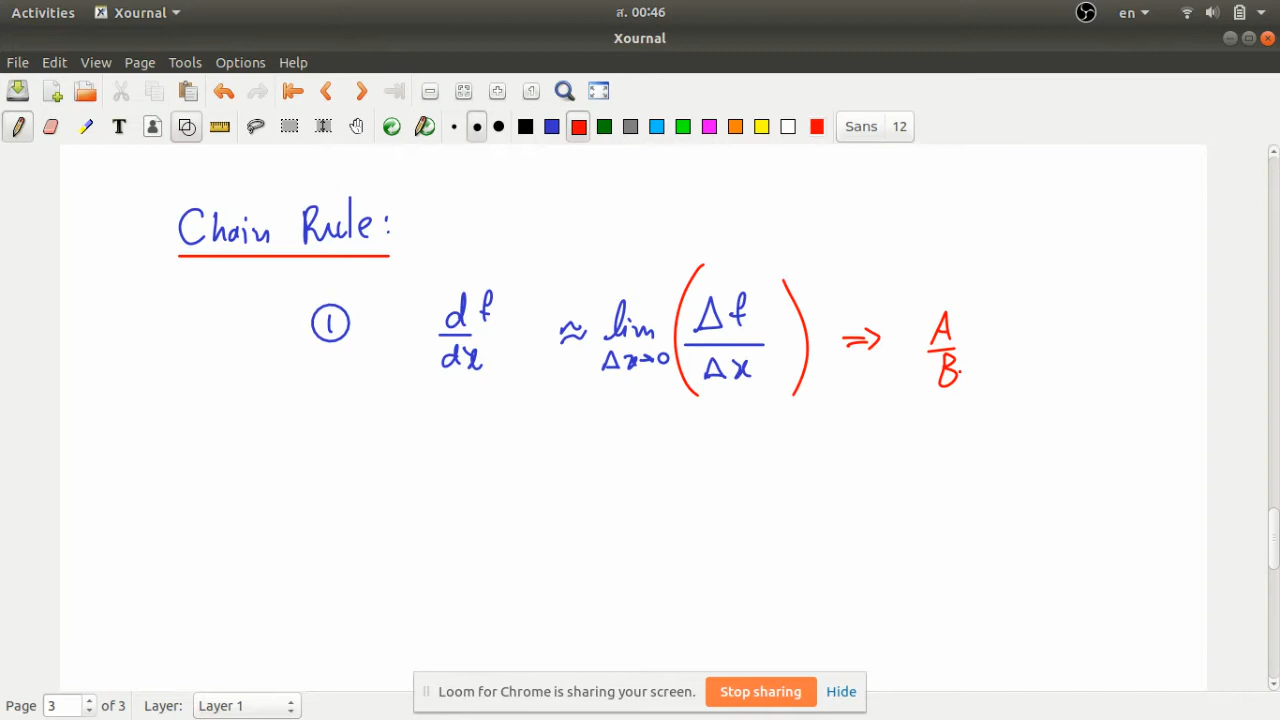 Activities Xournal ส. 00:46 en
Xournal
File Edit View Page Tools Options Help
Sans 12
Chain Rule:
① df/dx ≈ lim Δx→0 (Δf/Δx) ⇒ A/B
Loom for Chrome is sharing your screen. Stop sharing Hide
Page 3 of 3 Layer: Layer 1